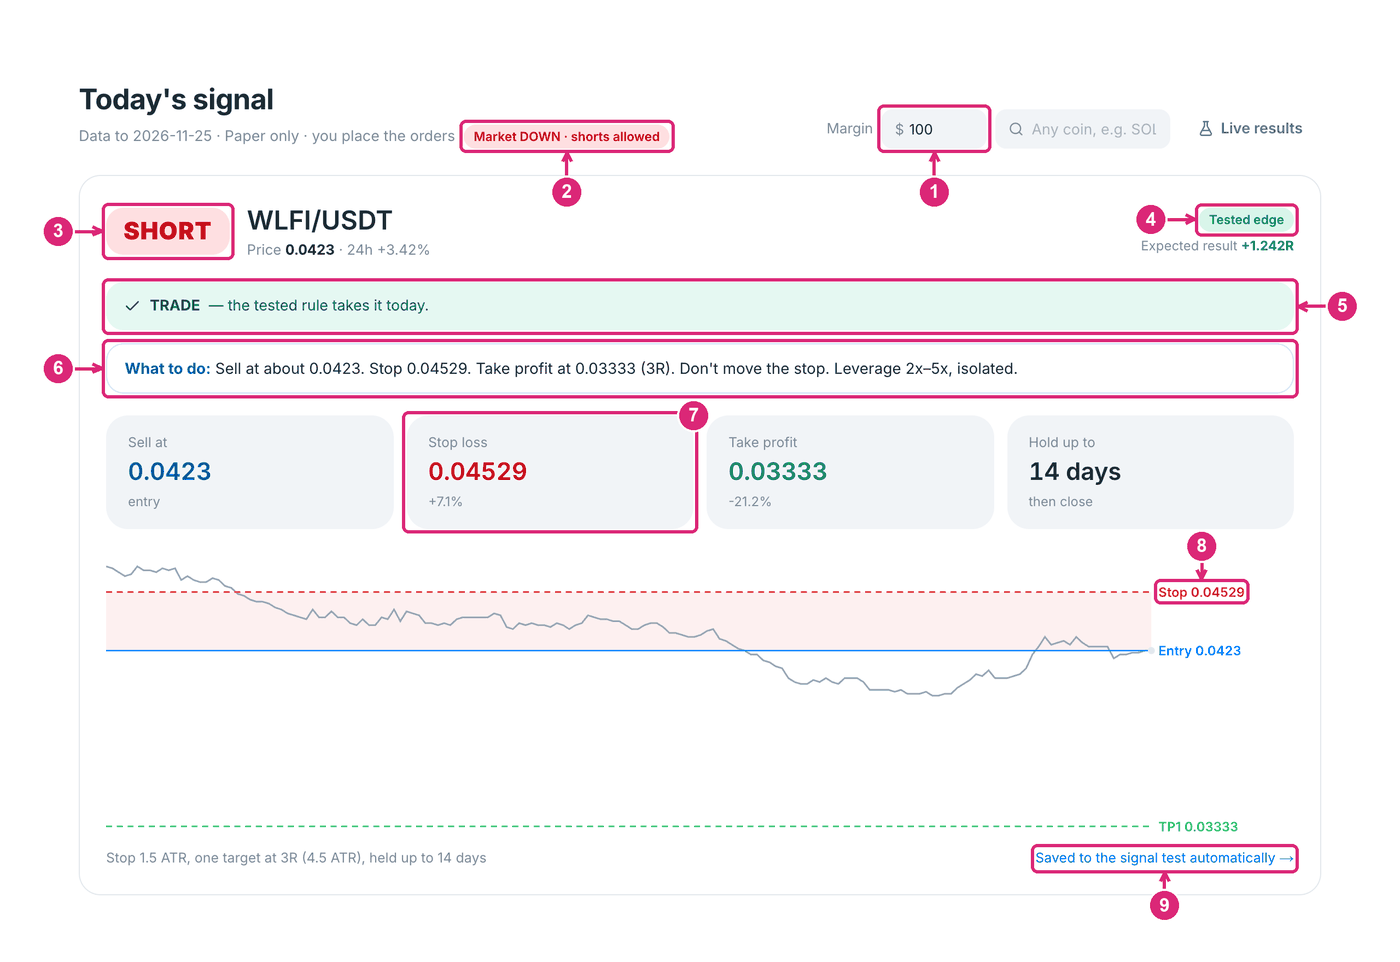 Today's signal
Data to 2026-11-25 · Paper only · you place the orders
Market DOWN · shorts allowed
Margin
$ 100
Any coin, e.g. SOL
Live results
2
1
3
SHORT
WLFI/USDT
Price 0.0423 · 24h +3.42%
4
Tested edge
Expected result +1.242R
TRADE — the tested rule takes it today.
5
6
What to do: Sell at about 0.0423. Stop 0.04529. Take profit at 0.03333 (3R). Don't move the stop. Leverage 2x–5x, isolated.
7
Sell at
0.0423
entry
Stop loss
0.04529
+7.1%
Take profit
0.03333
-21.2%
Hold up to
14 days
then close
8
Stop 0.04529
Entry 0.0423
TP1 0.03333
Stop 1.5 ATR, one target at 3R (4.5 ATR), held up to 14 days
Saved to the signal test automatically →
9